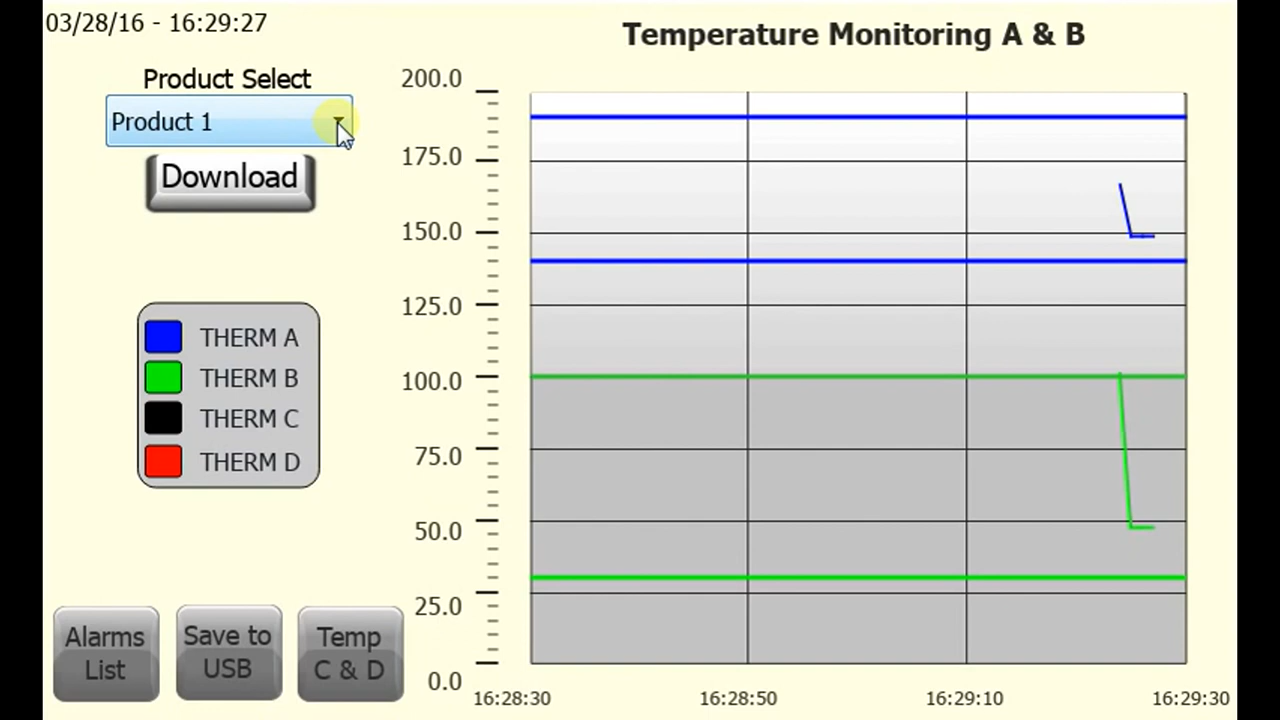 03/28/16 - 16:29:27
Temperature Monitoring A & B
Product Select
Product 1
Download
THERM A
THERM B
THERM C
THERM D
Alarms
List
Save to
USB
Temp
C & D
200.0
175.0
150.0
125.0
100.0
75.0
50.0
25.0
0.0
16:28:30
16:28:50
16:29:10
16:29:30